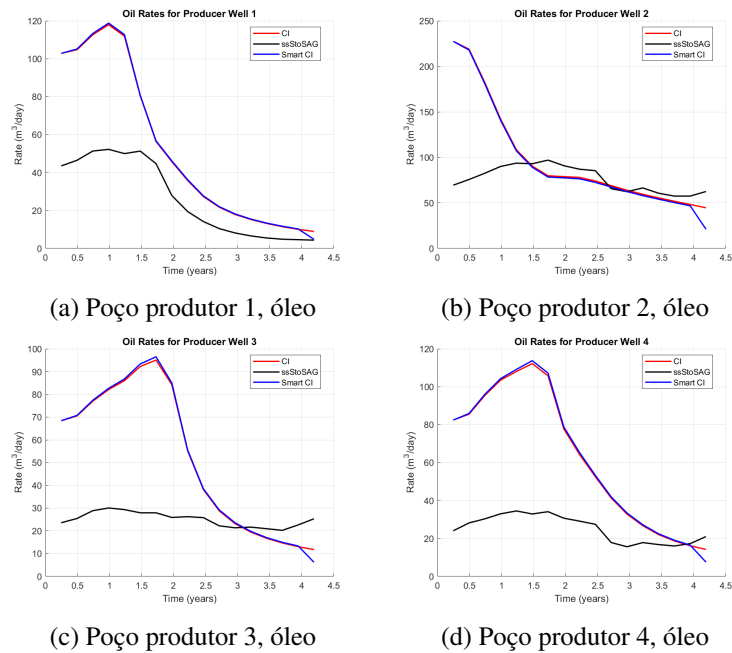 Oil Rates for Producer Well 1
120
100
80
60
40
20
0
Rate (m³/day)
0 0.5 1 1.5 2 2.5 3 3.5 4 4.5
Time (years)
CI
ssStoSAG
Smart CI
(a) Poço produtor 1, óleo
Oil Rates for Producer Well 2
250
200
150
100
50
0
Rate (m³/day)
0 0.5 1 1.5 2 2.5 3 3.5 4 4.5
Time (years)
CI
ssStoSAG
Smart CI
(b) Poço produtor 2, óleo
Oil Rates for Producer Well 3
100
90
80
70
60
50
40
30
20
10
0
Rate (m³/day)
0 0.5 1 1.5 2 2.5 3 3.5 4 4.5
Time (years)
CI
ssStoSAG
Smart CI
(c) Poço produtor 3, óleo
Oil Rates for Producer Well 4
120
100
80
60
40
20
0
Rate (m³/day)
0 0.5 1 1.5 2 2.5 3 3.5 4 4.5
Time (years)
CI
ssStoSAG
Smart CI
(d) Poço produtor 4, óleo